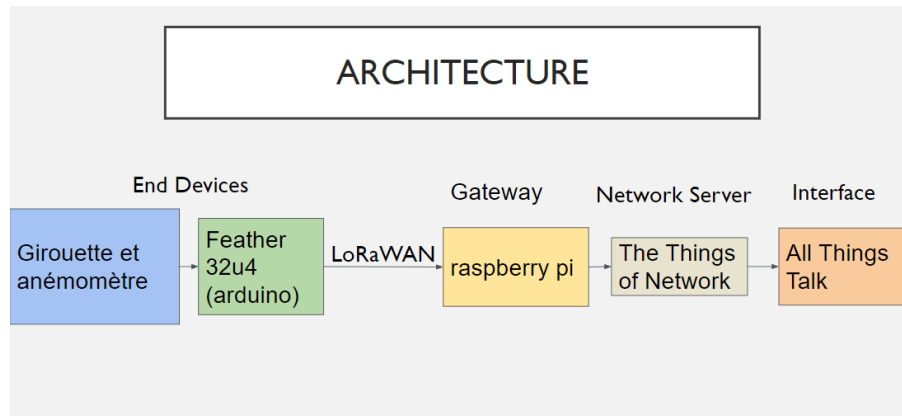 ARCHITECTURE
End Devices
Gateway
Network Server
Interface
Girouette et
anémomètre
Feather
32u4
(arduino)
LoRaWAN
raspberry pi
The Things
of Network
All Things
Talk